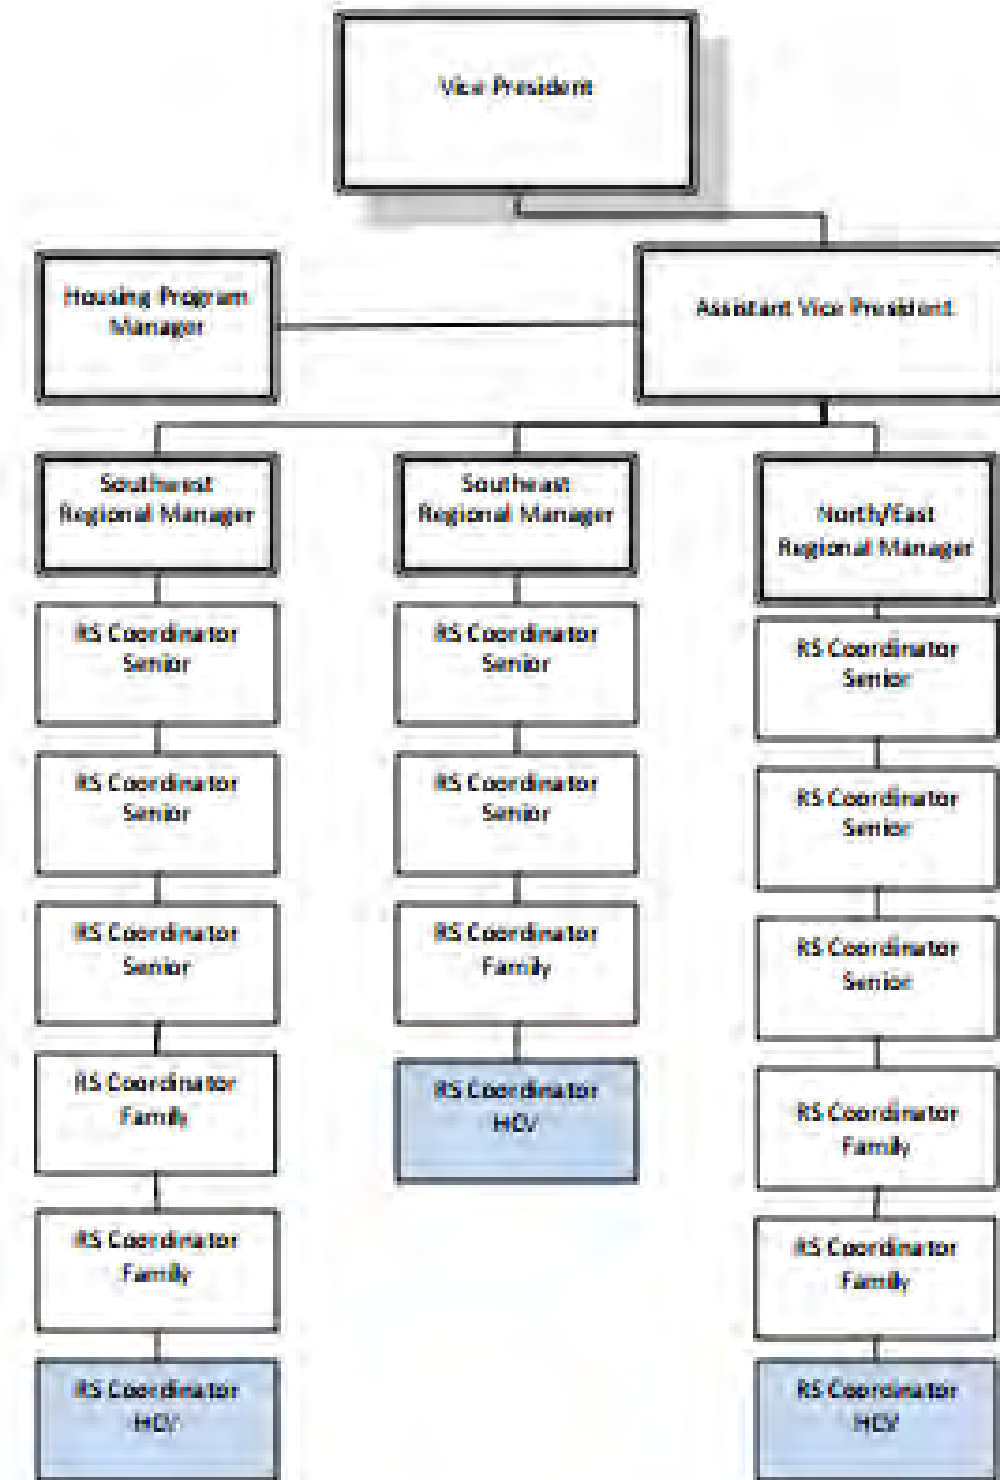 Vice President
Housing Program
Manager
Assistant Vice President
Southwest
Regional Manager
Southeast
Regional Manager
North/East
Regional Manager
RS Coordinator
Senior
RS Coordinator
Senior
RS Coordinator
Senior
RS Coordinator
Senior
RS Coordinator
Senior
RS Coordinator
Senior
RS Coordinator
Senior
RS Coordinator
Family
RS Coordinator
Senior
RS Coordinator
Family
RS Coordinator
HCV
RS Coordinator
Family
RS Coordinator
Family
RS Coordinator
Family
RS Coordinator
HCV
RS Coordinator
HCV